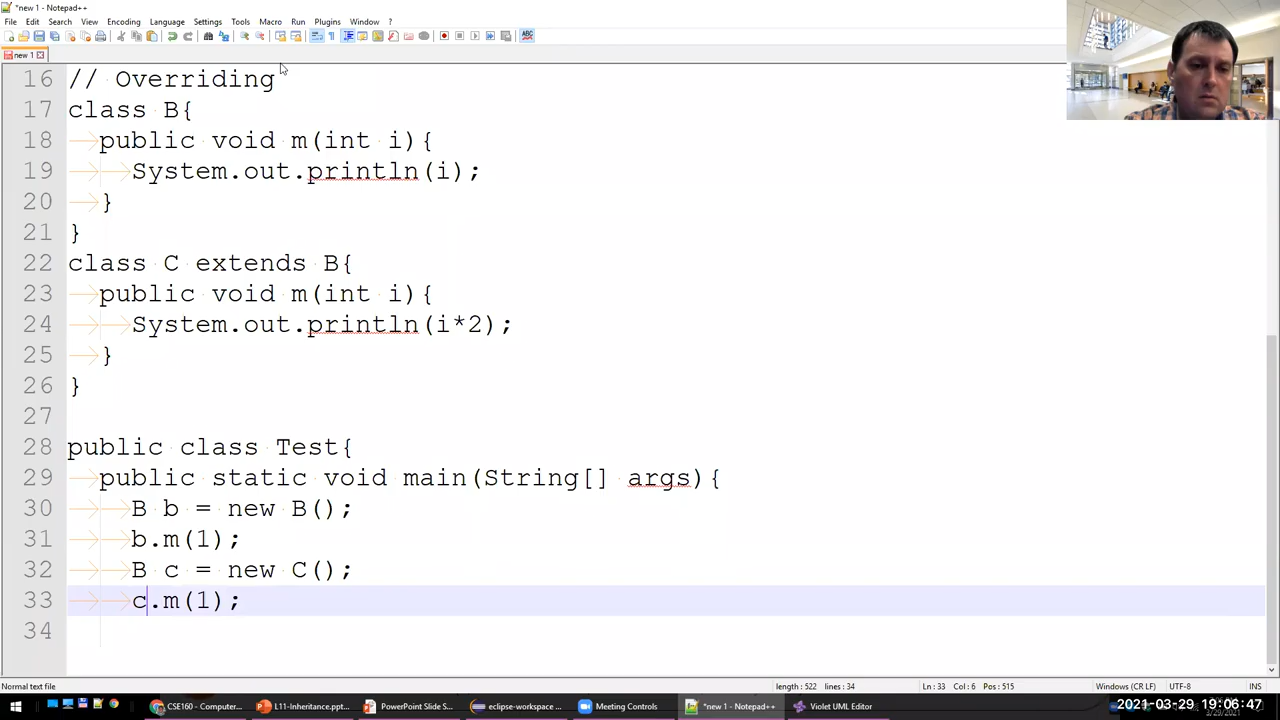 *new 1 - Notepad++
File Edit Search View Encoding Language Settings Tools Macro Run Plugins Window ?
new 1
16 // Overriding
17 class B{
18 public void m(int i){
19 System.out.println(i);
20 }
21 }
22 class C extends B{
23 public void m(int i){
24 System.out.println(i*2);
25 }
26 }
27
28 public class Test{
29 public static void main(String[] args){
30 B b = new B();
31 b.m(1);
32 B c = new C();
33 c.m(1);
34
Normal text file length : 522 lines : 34 Ln : 33 Col : 6 Pos : 515 Windows (CR LF) UTF-8 INS
CSE160 - Computer... L11-Inheritance.ppt... PowerPoint Slide S... eclipse-workspace ... Meeting Controls *new 1 - Notepad++ Violet UML Editor 2021-03-29 19:06:47